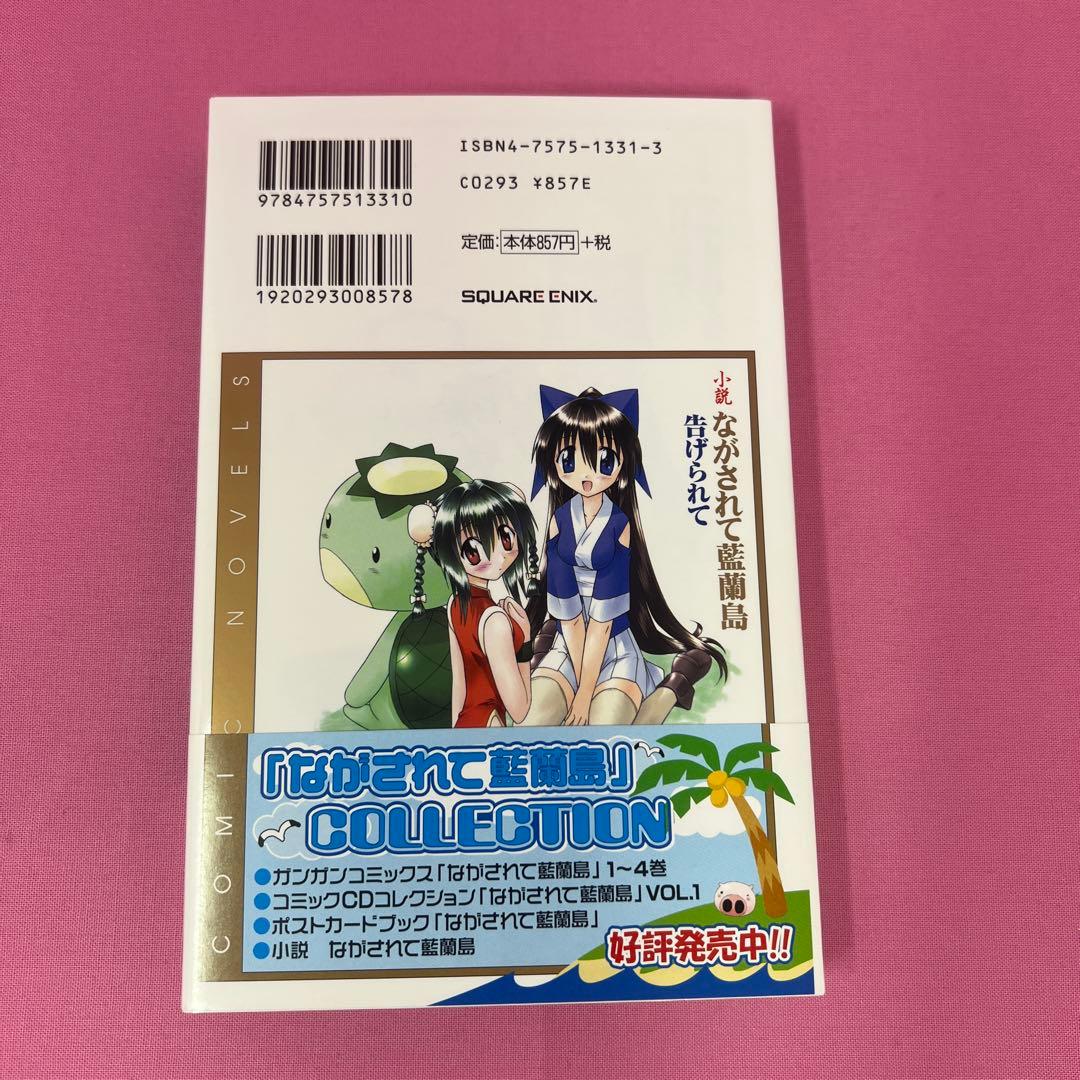 ISBN4-7575-1331-3
C0293 ¥857E
9784757513310
定価:本体857円+税
1920293008578
SQUARE ENIX®
小説
ながされて藍蘭島
告げられて
COMIC NOVELS
「ながされて藍蘭島」
COLLECTION
●ガンガンコミックス「ながされて藍蘭島」1〜4巻
●コミックCDコレクション「ながされて藍蘭島」VOL.1
●ポストカードブック「ながされて藍蘭島」
●小説 ながされて藍蘭島
好評発売中!!